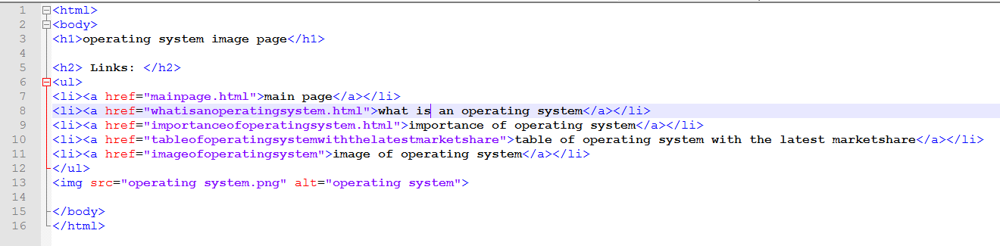 1 <html>
2 <body>
3 <h1>operating system image page</h1>
4
5 <h2> Links: </h2>
6 <ul>
7 <li><a href="mainpage.html">main page</a></li>
8 <li><a href="whatisanoperatingsystem.html">what is an operating system</a></li>
9 <li><a href="importanceofoperatingsystem.html">importance of operating system</a></li>
10 <li><a href="tableofoperatingsystemwiththelatestmarketshare">table of operating system with the latest marketshare</a></li>
11 <li><a href="imageofoperatingsystem">image of operating system</a></li>
12 </ul>
13 <img src="operating system.png" alt="operating system">
14
15 </body>
16 </html>